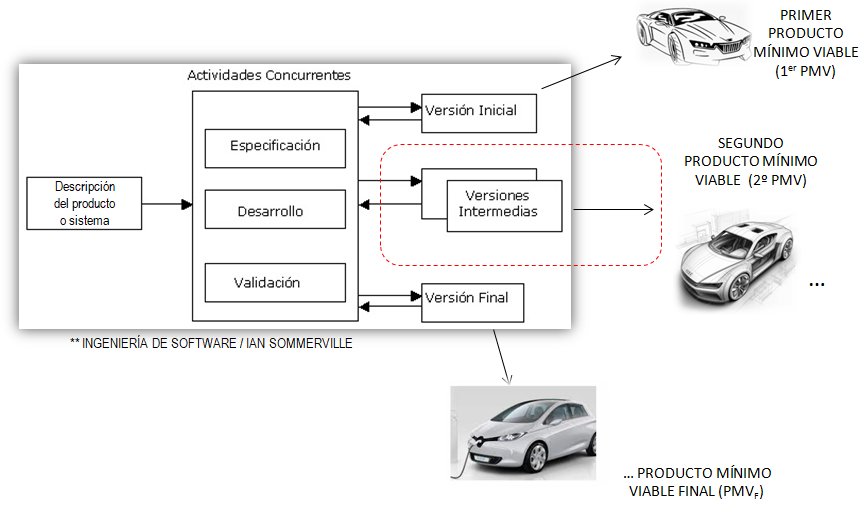 PRIMER
PRODUCTO
MÍNIMO VIABLE
(1er PMV)
Actividades Concurrentes
Versión Inicial
Especificación
SEGUNDO
PRODUCTO MÍNIMO
VIABLE (2º PMV)
Descripción
del producto
o sistema
Desarrollo
Versiones
Intermedias
...
Validación
Versión Final
** INGENIERÍA DE SOFTWARE / IAN SOMMERVILLE
... PRODUCTO MÍNIMO
VIABLE FINAL (PMVF)